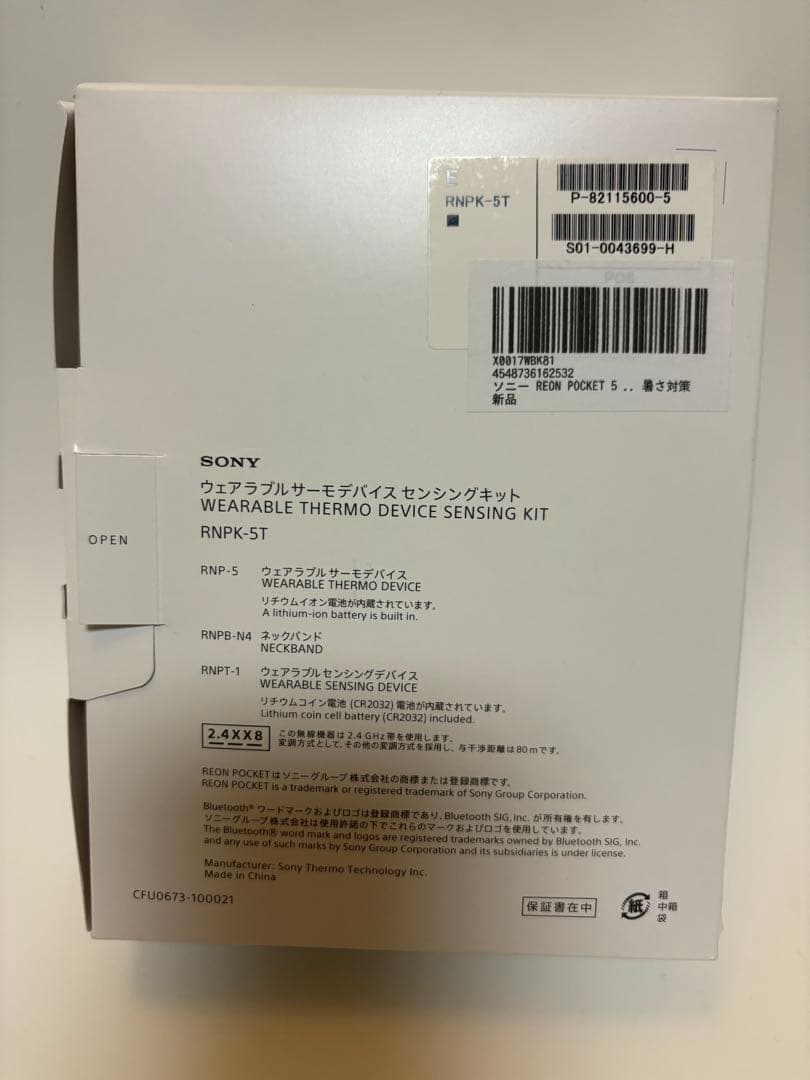 E
RNPK-5T
P-82115600-5
S01-0043699-H
POS
X0017WBK81
4548736162532
ソニー REON POCKET 5 .. 暑さ対策
新品
SONY
ウェアラブルサーモデバイス センシングキット
WEARABLE THERMO DEVICE SENSING KIT
RNPK-5T
OPEN
RNP-5 ウェアラブルサーモデバイス
WEARABLE THERMO DEVICE
リチウムイオン電池が内蔵されています。
A lithium-ion battery is built in.
RNPB-N4 ネックバンド
NECKBAND
RNPT-1 ウェアラブルセンシングデバイス
WEARABLE SENSING DEVICE
リチウムコイン電池 (CR2032) 電池が内蔵されています。
Lithium coin cell battery (CR2032) included.
2.4XX8 この無線機器は 2.4 GHz 帯を使用します。
変調方式として、その他の変調方式を採用し、与干渉距離は 80 m です。
REON POCKET はソニーグループ株式会社の商標または登録商標です。
REON POCKET is a trademark or registered trademark of Sony Group Corporation.
Bluetooth® ワードマークおよびロゴは登録商標であり、Bluetooth SIG, Inc. が所有権を有します。
ソニーグループ株式会社は使用許諾の下でこれらのマークおよびロゴを使用しています。
The Bluetooth® word mark and logos are registered trademarks owned by Bluetooth SIG, Inc.
and any use of such marks by Sony Group Corporation and its subsidiaries is under license.
Manufacturer: Sony Thermo Technology Inc.
Made in China
CFU0673-100021
保証書在中
紙
箱
中箱
袋